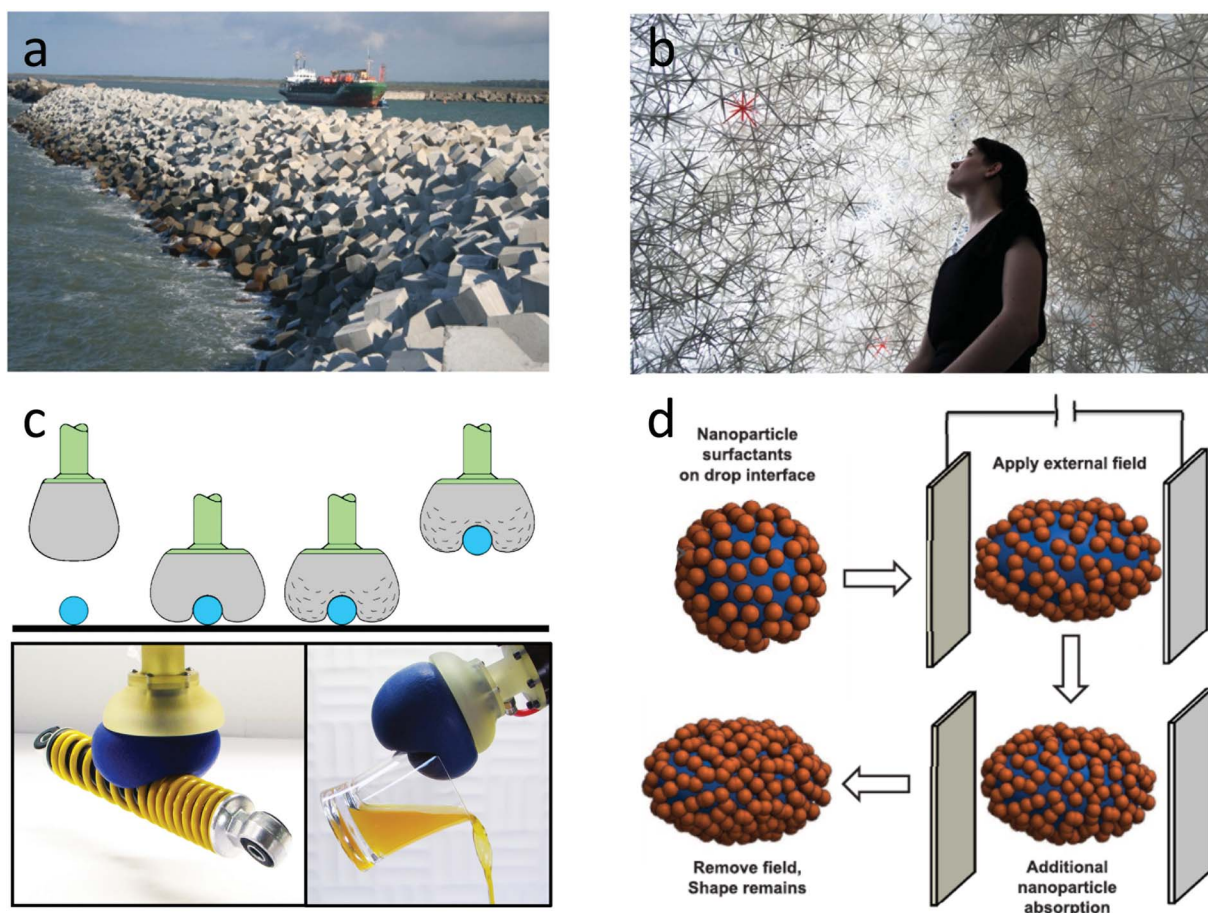 a
b
c
d
Nanoparticle
surfactants
on drop interface
Apply external field
Remove field,
Shape remains
Additional
nanoparticle
absorption